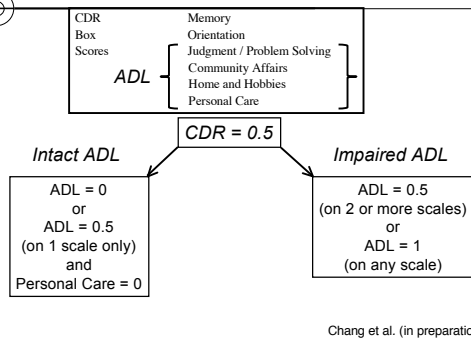 CDR Memory
Box Orientation
Scores Judgment / Problem Solving
ADL Community Affairs
Home and Hobbies
Personal Care
CDR = 0.5
Intact ADL Impaired ADL
ADL = 0
or
ADL = 0.5
(on 1 scale only)
and
Personal Care = 0
ADL = 0.5
(on 2 or more scales)
or
ADL = 1
(on any scale)
Chang et al. (in preparatio